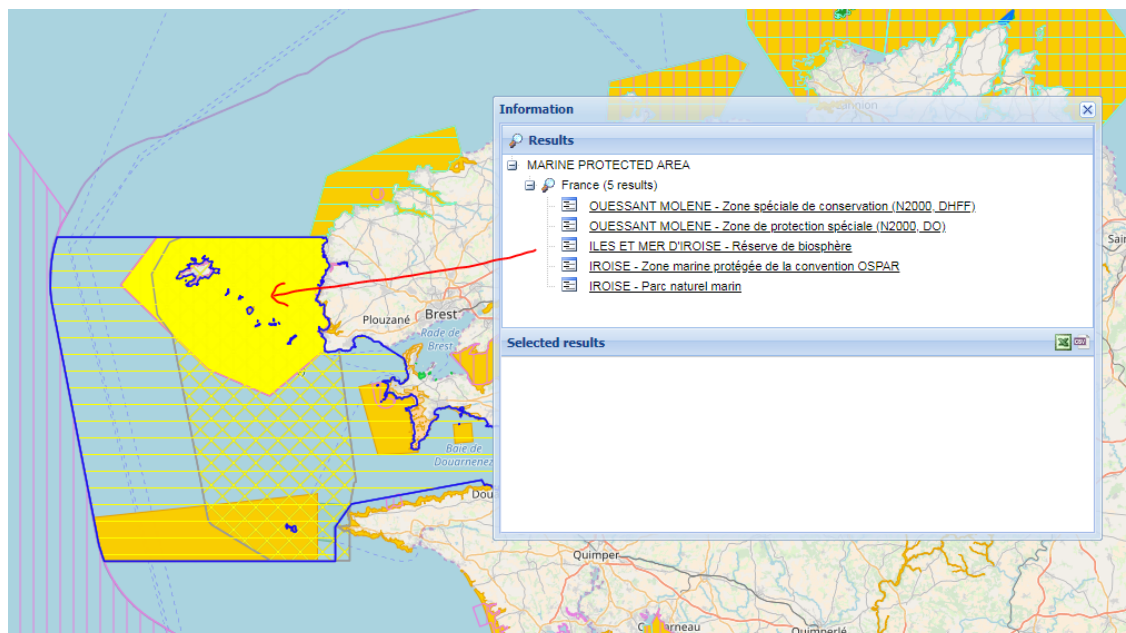 Information
Results
MARINE PROTECTED AREA
France (5 results)
OUESSANT MOLENE - Zone spéciale de conservation (N2000, DHFF)
OUESSANT MOLENE - Zone de protection spéciale (N2000, DO)
ILES ET MER D'IROISE - Réserve de biosphère
IROISE - Zone marine protégée de la convention OSPAR
IROISE - Parc naturel marin
Selected results
Plouzané
Brest
Rade de
Brest
Baie de
Douarnenez
Dou
Quimper
Quimperlé
Lannion
Sai